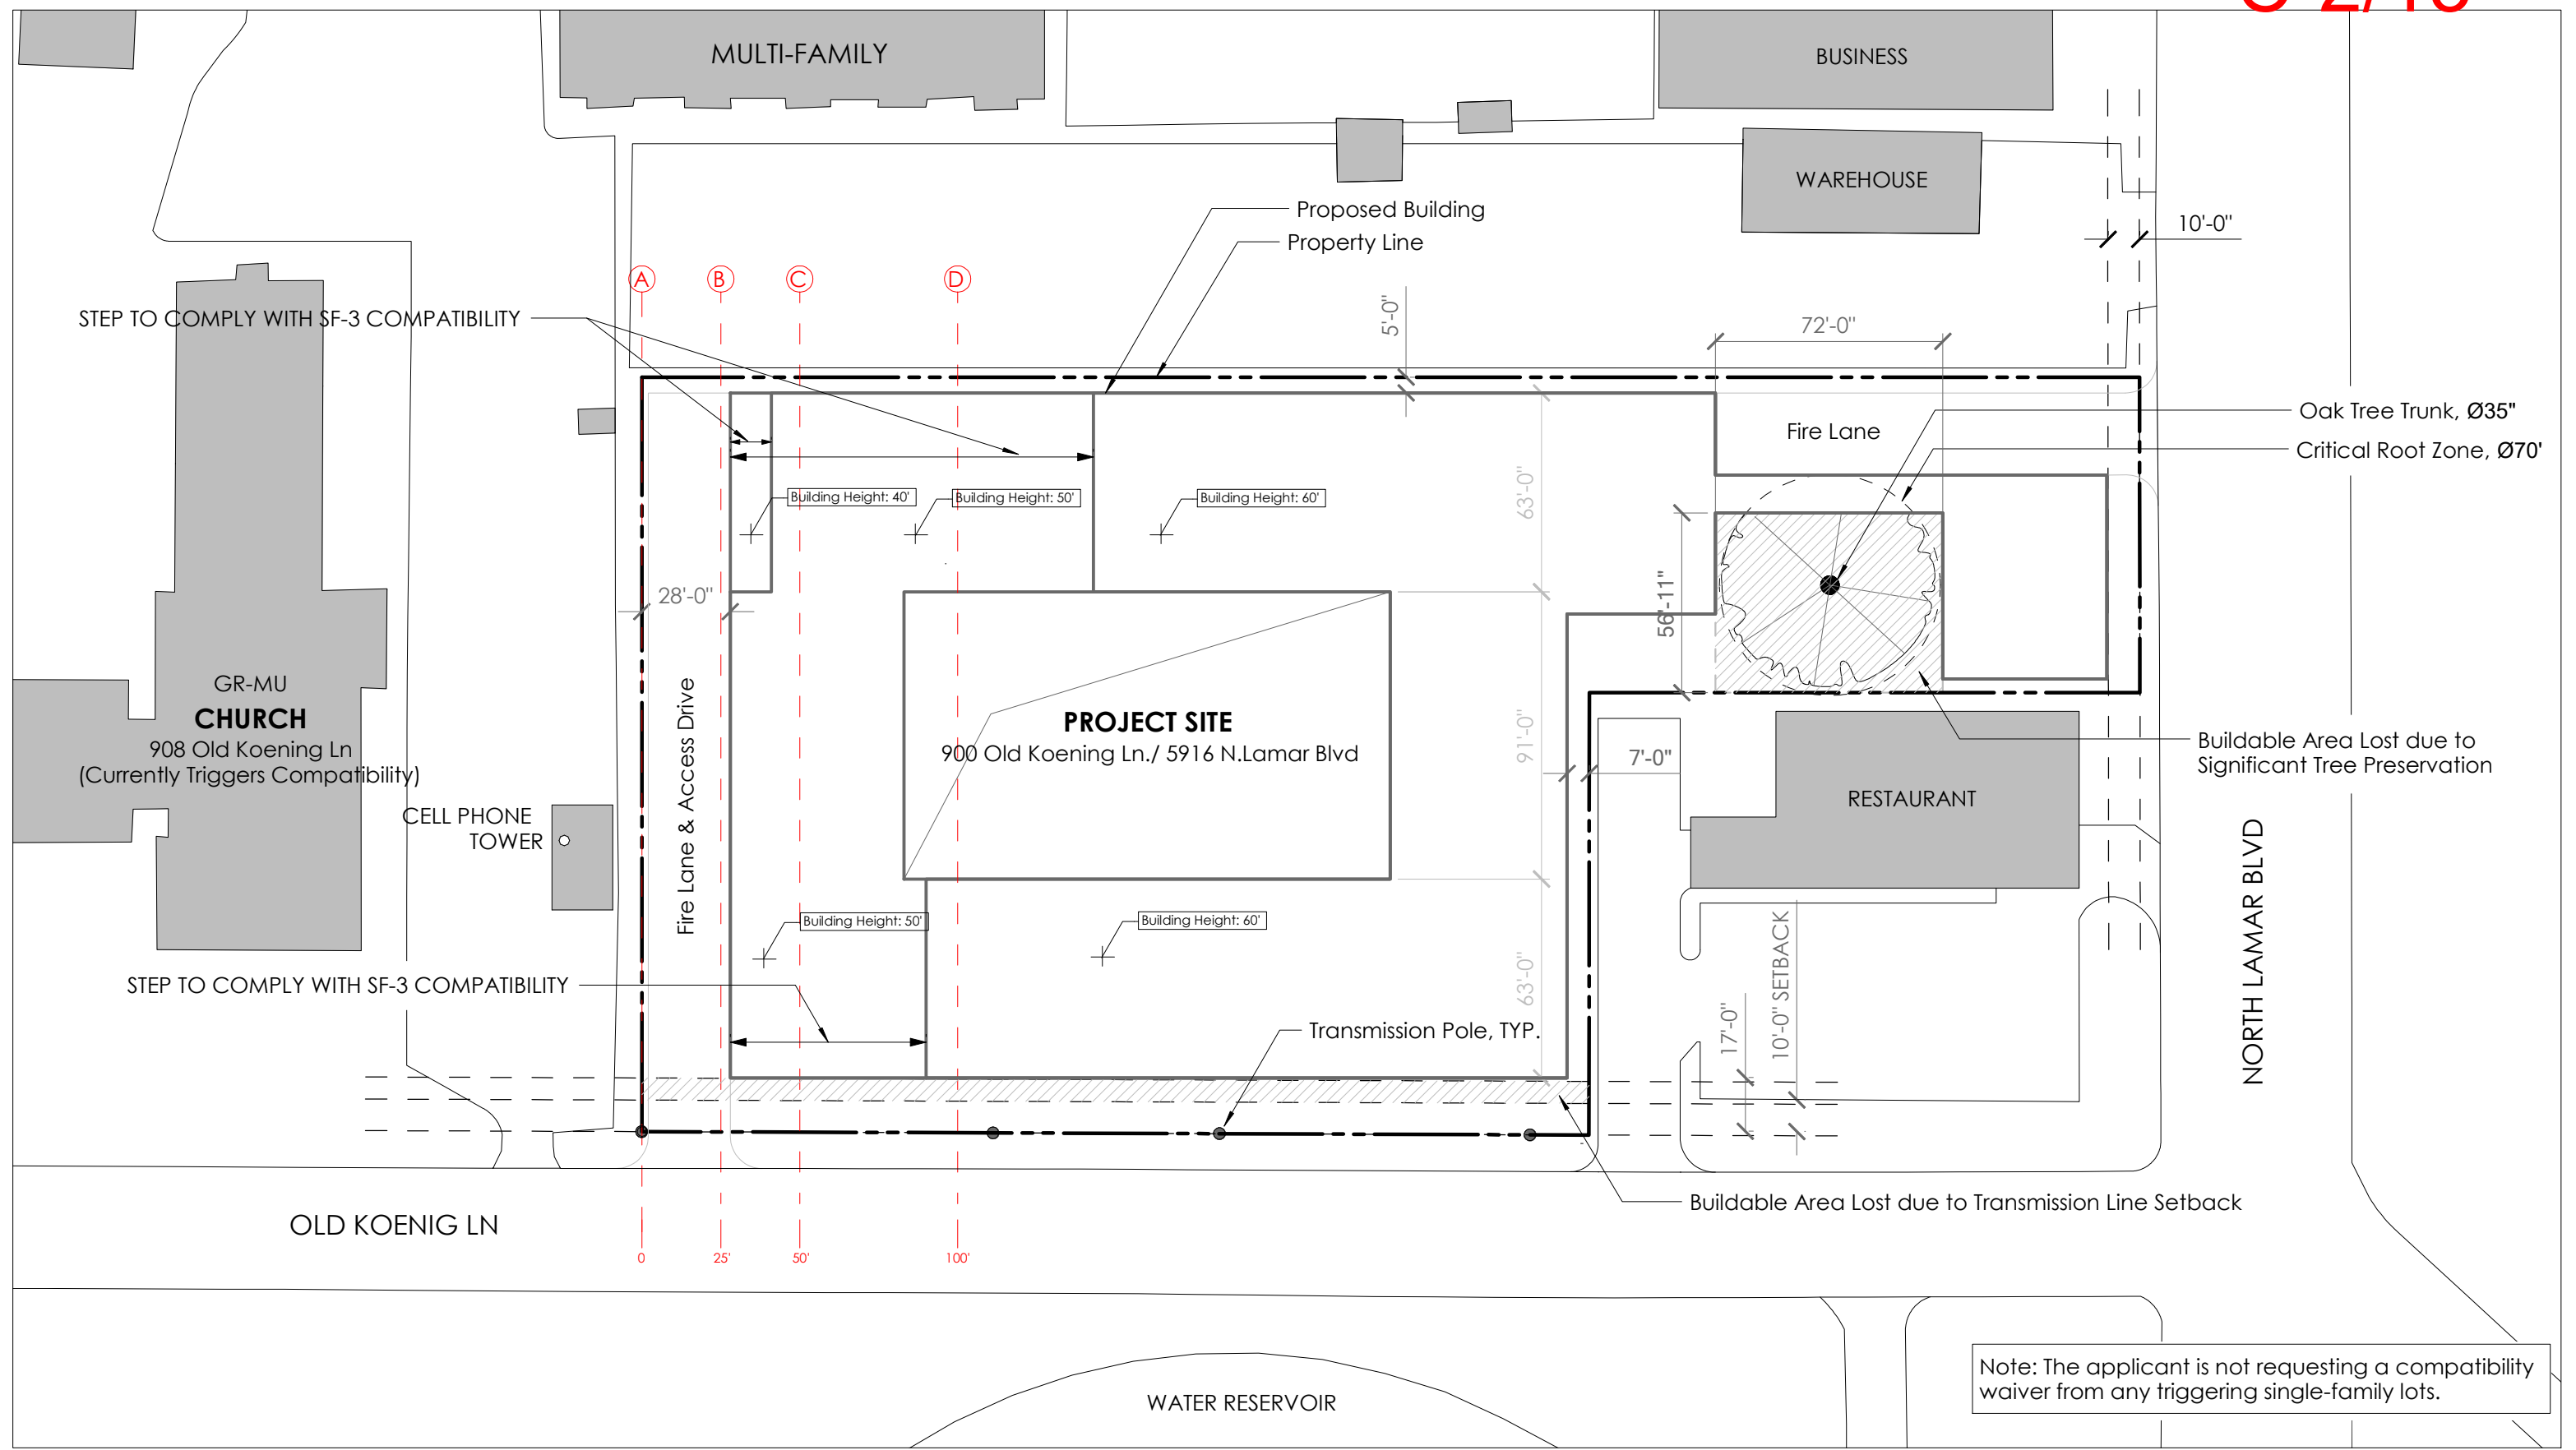 MULTI-FAMILY
BUSINESS
WAREHOUSE
Proposed Building
Property Line
10'-0"
A
B
C
D
STEP TO COMPLY WITH SF-3 COMPATIBILITY
5'-0"
72'-0"
Oak Tree Trunk, Ø35"
Fire Lane
Critical Root Zone, Ø70'
Building Height: 40'
Building Height: 50'
Building Height: 60'
63'-0"
28'-0"
56'-11"
GR-MU
CHURCH
908 Old Koening Ln
(Currently Triggers Compatibility)
Fire Lane & Access Drive
PROJECT SITE
900 Old Koening Ln./ 5916 N.Lamar Blvd
91'-0"
7'-0"
Buildable Area Lost due to
Significant Tree Preservation
RESTAURANT
CELL PHONE
TOWER
NORTH LAMAR BLVD
Building Height: 50'
Building Height: 60'
STEP TO COMPLY WITH SF-3 COMPATIBILITY
63'-0"
17'-0"
10'-0" SETBACK
Transmission Pole, TYP.
Buildable Area Lost due to Transmission Line Setback
OLD KOENIG LN
0
25'
50'
100'
WATER RESERVOIR
Note: The applicant is not requesting a compatibility
waiver from any triggering single-family lots.